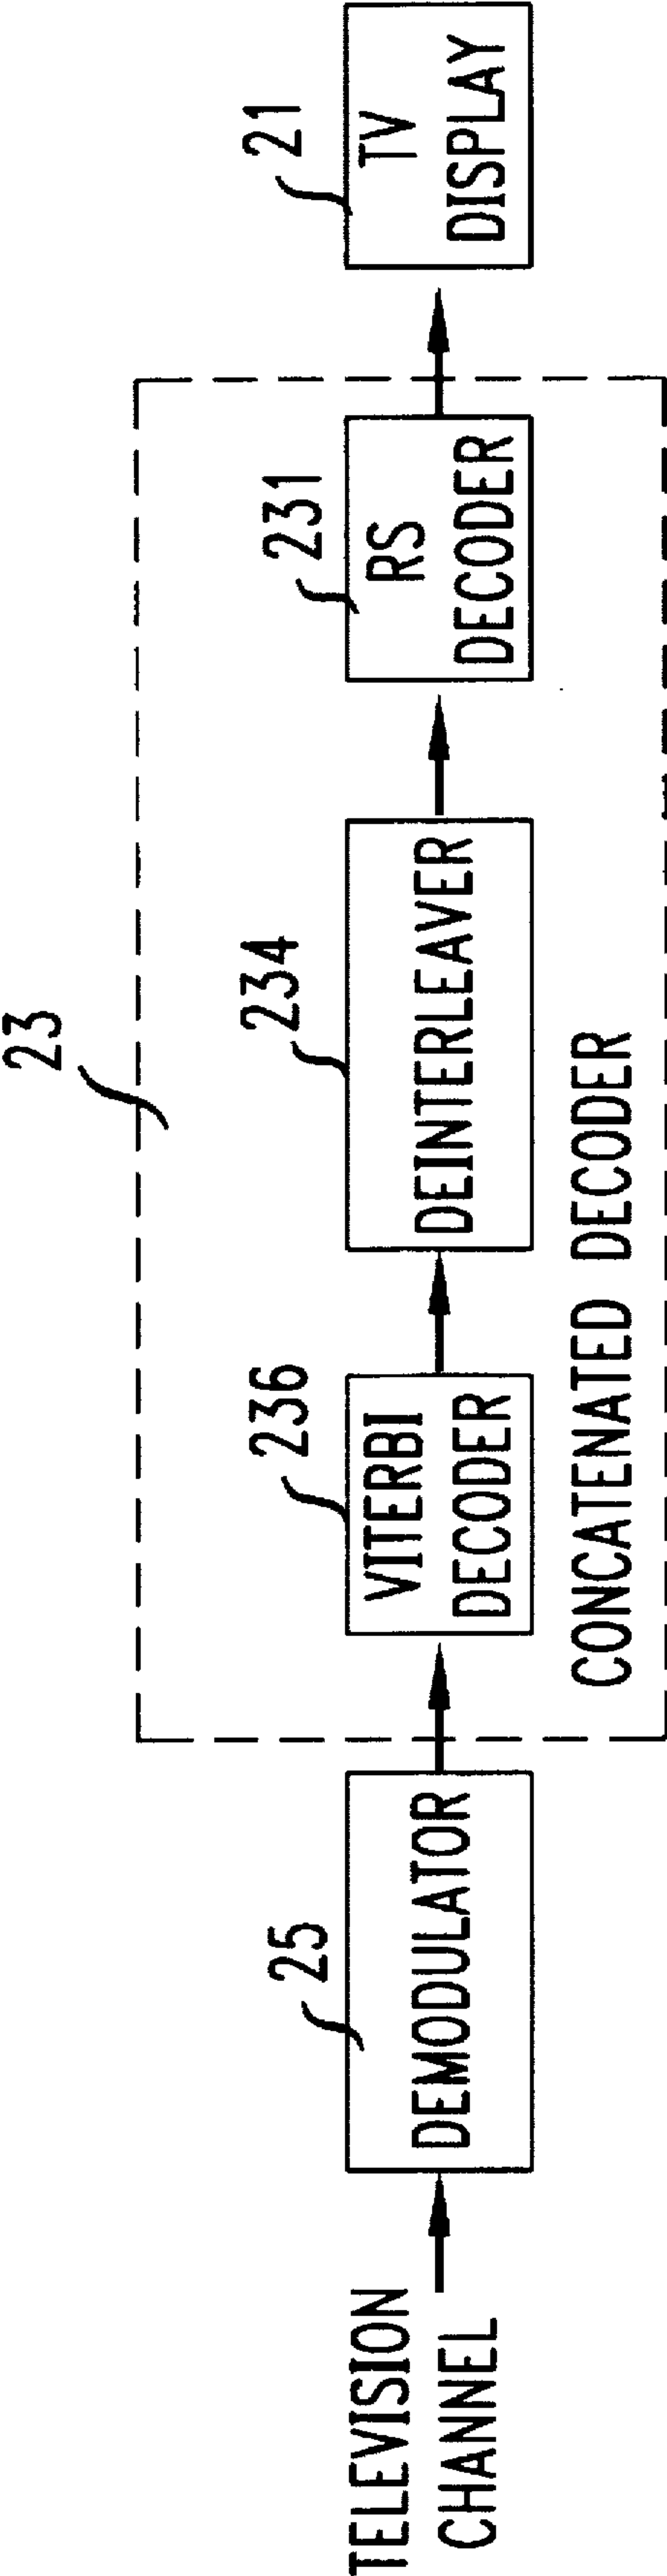 23
TELEVISION
CHANNEL
25
DEMODULATOR
236
VITERBI
DECODER
234
DEINTERLEAVER
231
RS
DECODER
21
TV
DISPLAY
CONCATENATED DECODER